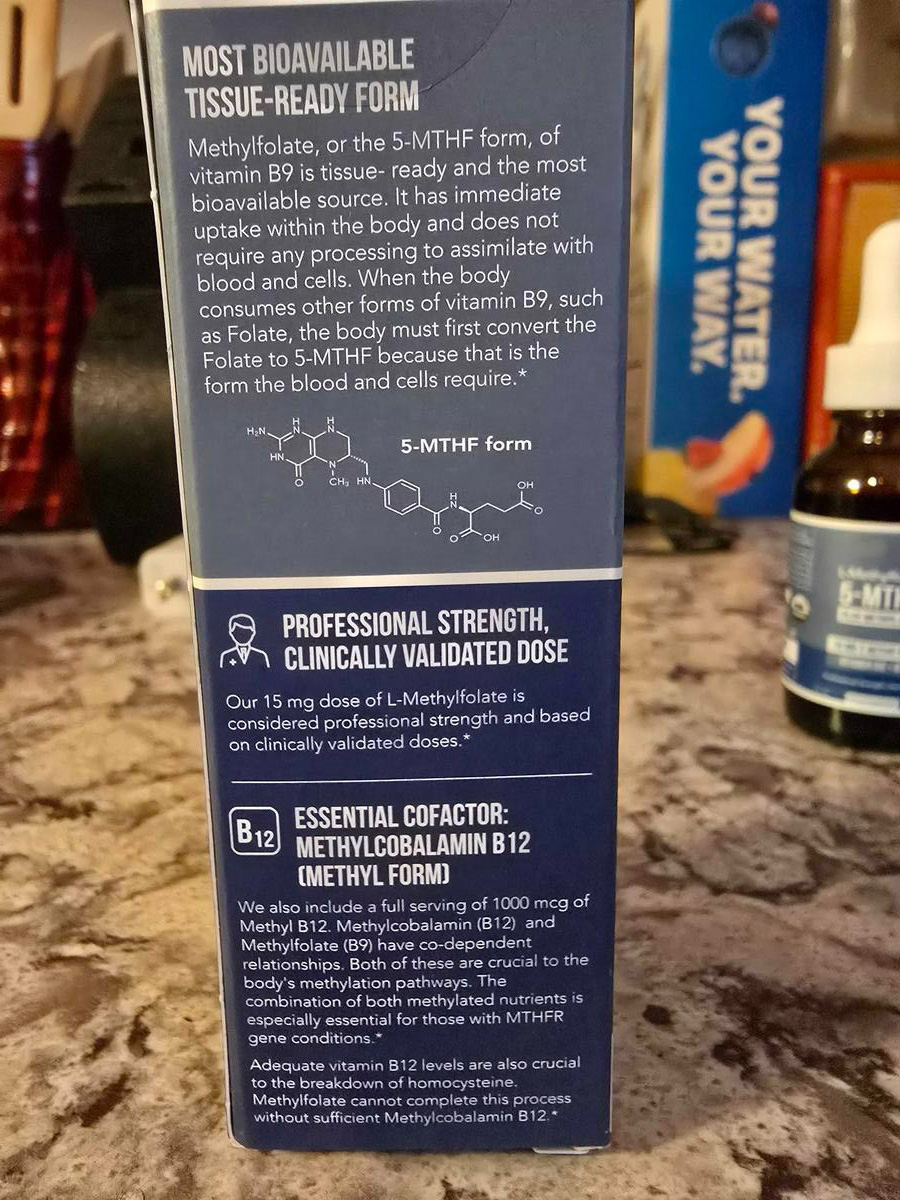 MOST BIOAVAILABLE
TISSUE-READY FORM
Methylfolate, or the 5-MTHF form, of
vitamin B9 is tissue- ready and the most
bioavailable source. It has immediate
uptake within the body and does not
require any processing to assimilate with
blood and cells. When the body
consumes other forms of vitamin B9, such
as Folate, the body must first convert the
Folate to 5-MTHF because that is the
form the blood and cells require.*
5-MTHF form
H₂N
H
N
H
N
HN
O
N
CH₃
HN
O
H
N
O
OH
OH
O
PROFESSIONAL STRENGTH,
CLINICALLY VALIDATED DOSE
Our 15 mg dose of L-Methylfolate is
considered professional strength and based
on clinically validated doses.*
B12
ESSENTIAL COFACTOR:
METHYLCOBALAMIN B12
(METHYL FORM)
We also include a full serving of 1000 mcg of
Methyl B12. Methylcobalamin (B12) and
Methylfolate (B9) have co-dependent
relationships. Both of these are crucial to the
body's methylation pathways. The
combination of both methylated nutrients is
especially essential for those with MTHFR
gene conditions.*
Adequate vitamin B12 levels are also crucial
to the breakdown of homocysteine.
Methylfolate cannot complete this process
without sufficient Methylcobalamin B12.*
YOUR WATER.
YOUR WAY.
5-MT